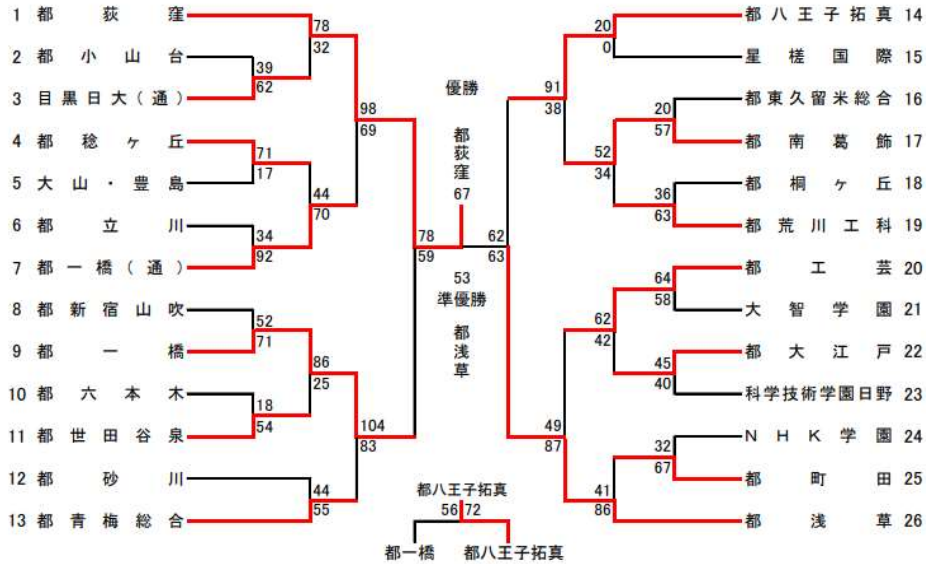 1 都荻窪
2 都小山台
3 目黒日大(通)
4 都稔ヶ丘
5 大山・豊島
6 都立川
7 都一橋(通)
8 都新宿山吹
9 都一橋
10 都六本木
11 都世田谷泉
12 都砂川
13 都青梅総合
78
32
39
62
98
69
71
17
44
70
34
92
78
59
52
71
86
25
18
54
104
83
44
55
優勝
都荻窪
67
53
準優勝
都浅草
都八王子拓真
56 72
都一橋 都八王子拓真
20
0
91
38
20
57
52
34
36
63
62
63
64
58
62
42
45
40
49
87
32
67
41
86
都八王子拓真 14
星槎国際 15
都東久留米総合 16
都南葛飾 17
都桐ヶ丘 18
都荒川工科 19
都工芸 20
大智学園 21
都大江戸 22
科学技術学園日野 23
NHK学園 24
都町田 25
都浅草 26